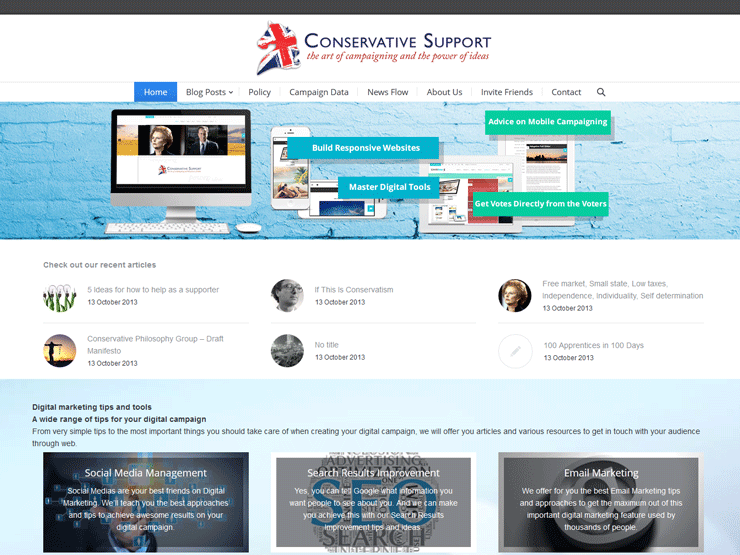 CONSERVATIVE SUPPORT
the art of campaigning and the power of ideas
Home Blog Posts Policy Campaign Data News Flow About Us Invite Friends Contact
Advice on Mobile Campaigning
Build Responsive Websites
Master Digital Tools
Get Votes Directly from the Voters
CONSERVATIVE SUPPORT
Check out our recent articles
5 ideas for how to help as a supporter
13 October 2013
If This Is Conservatism
13 October 2013
Free market, Small state, Low taxes,
Independence, Individuality, Self determination
13 October 2013
Conservative Philosophy Group – Draft
Manifesto
13 October 2013
No title
13 October 2013
100 Apprentices in 100 Days
13 October 2013
Digital marketing tips and tools
A wide range of tips for your digital campaign
From very simple tips to the most important things you should take care of when creating your digital campaign, we will offer you articles and various resources to get in touch with your audience
through web.
Social Media Management
Social Medias are your best friends on Digital
Marketing. We'll teach you the best approaches
and tips to achieve awesome results on your
digital campaign.
ADVERTISING
Search Results Improvement
Yes, you can tell Google what information you
want people to see about you. And we can make
you achieve this with our Search Results
Improvement tips and ideas
SEO
SEARCH
Email Marketing
We offer for you the best Email Marketing tips
and approaches to get the maximum out of this
important digital marketing feature used by
thousands of people.